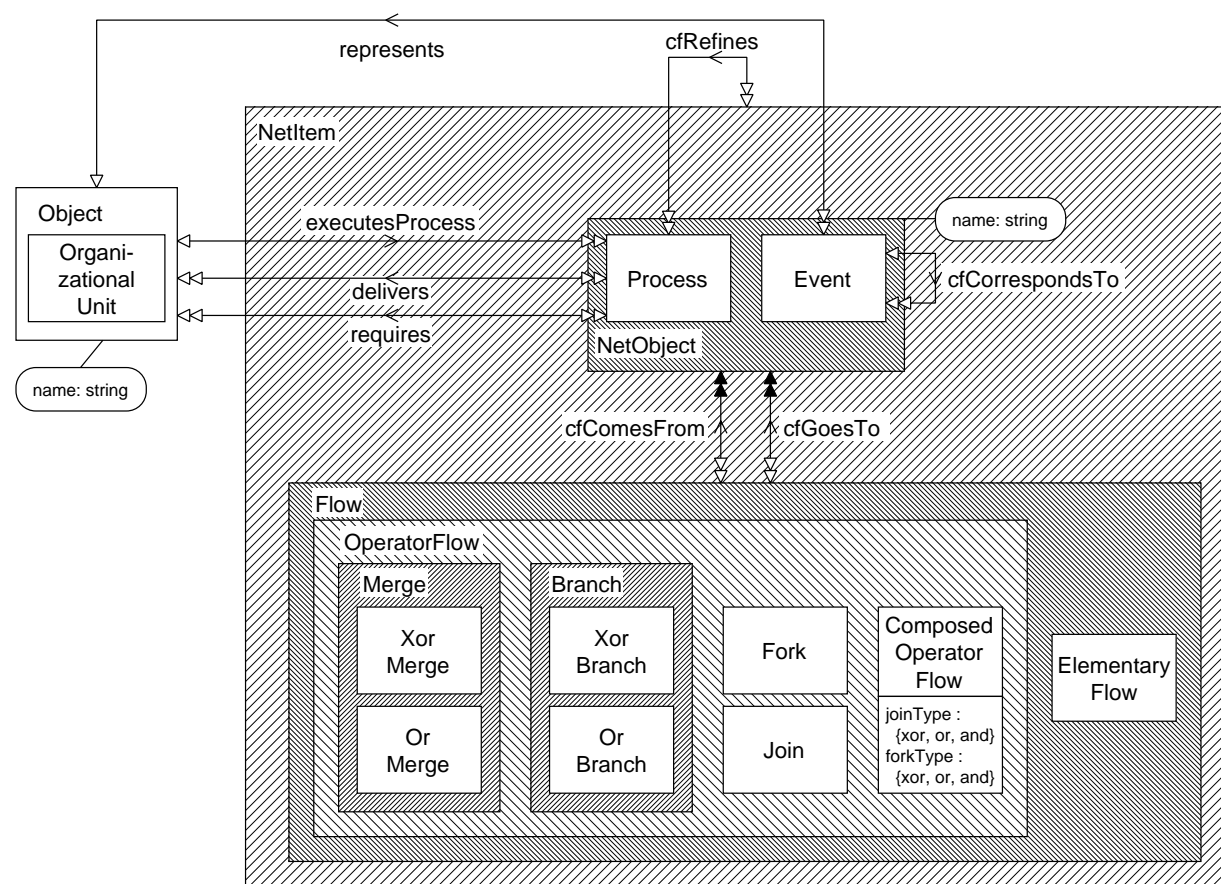 represents
cfRefines
NetItem
Object
Organi-
zational
Unit
name: string
executesProcess
delivers
requires
Process
Event
NetObject
name: string
cfCorrespondsTo
cfComesFrom
cfGoesTo
Flow
OperatorFlow
Merge
Xor
Merge
Or
Merge
Branch
Xor
Branch
Or
Branch
Fork
Join
Composed
Operator
Flow
joinType :
{xor, or, and}
forkType :
{xor, or, and}
Elementary
Flow